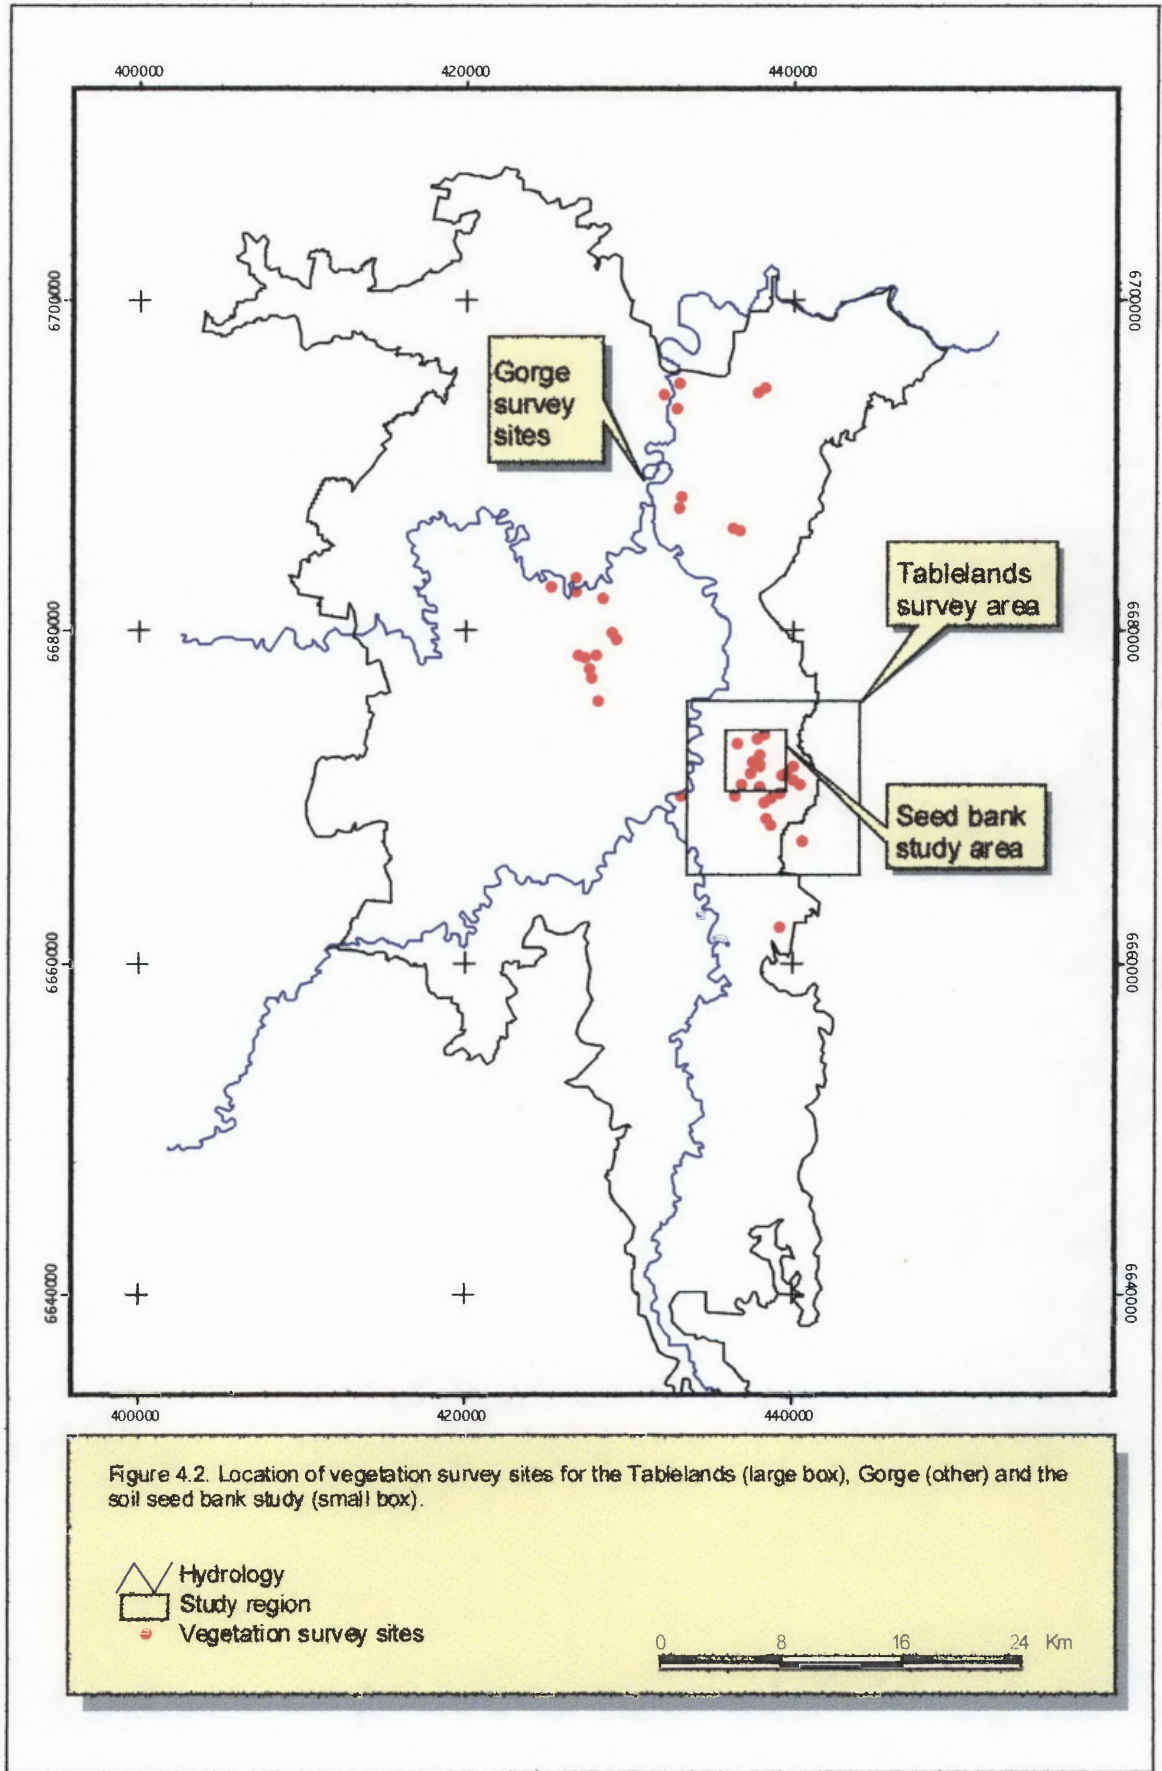 400000 420000 440000
6700000 6700000
Gorge
survey
sites
Tablelands
survey area
6680000 6680000
Seed bank
study area
6660000 6660000
6640000 6640000
400000 420000 440000
Figure 4.2. Location of vegetation survey sites for the Tablelands (large box), Gorge (other) and the
soil seed bank study (small box).
Hydrology
Study region
Vegetation survey sites
0 8 16 24 Km